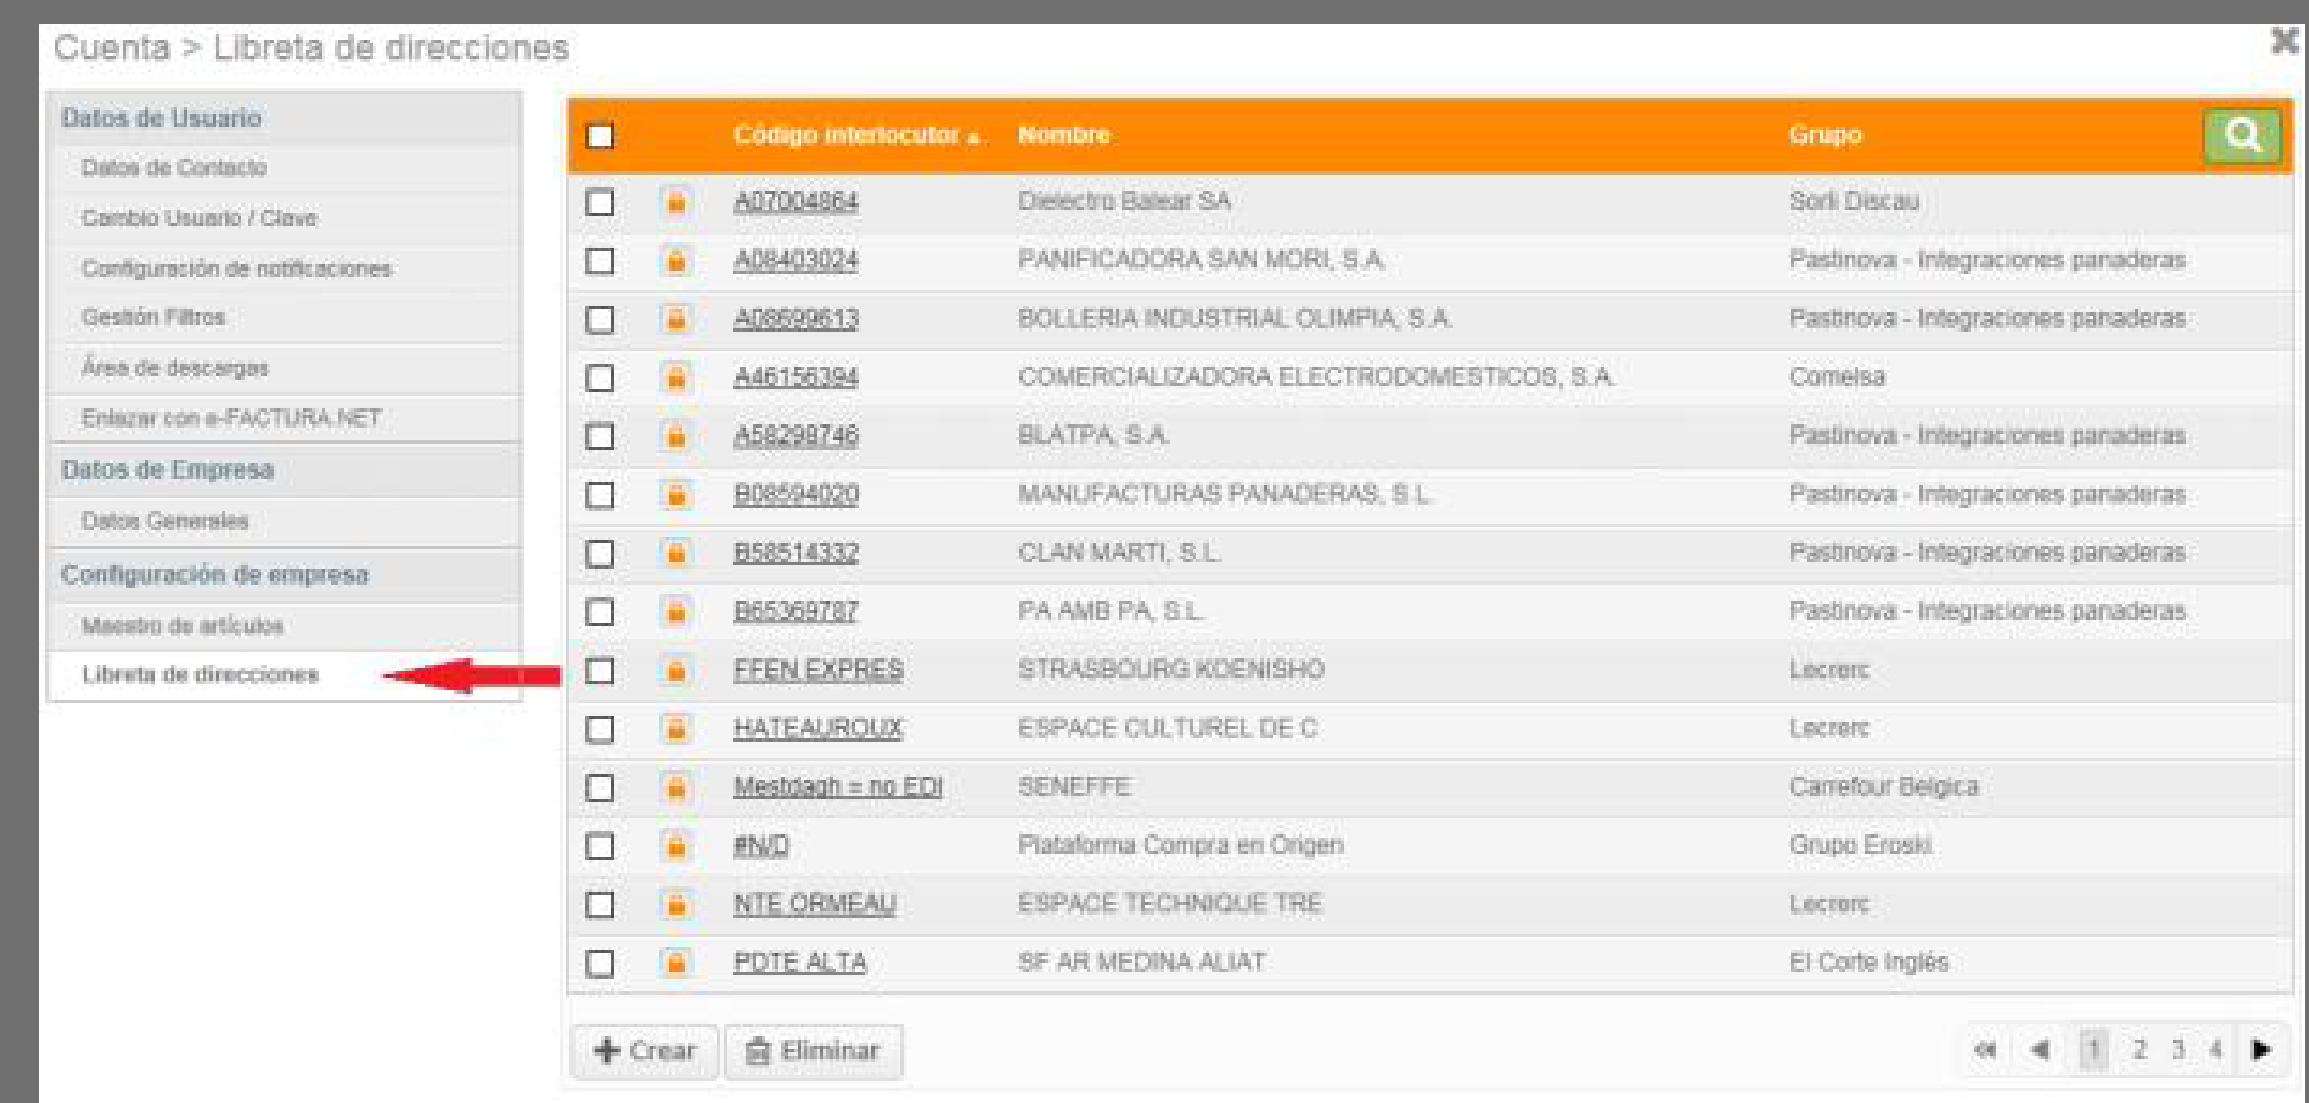 Cuenta > Libreta de direcciones
Datos de Usuario
Datos de Contacto
Cambio Usuario / Clave
Configuración de notificaciones
Gestión Filtros
Área de descargas
Enlazar con e-FACTURA.NET
Datos de Empresa
Datos Generales
Configuración de empresa
Maestro de artículos
Libreta de direcciones
Código interlocutor Nombre Grupo
A07004864 Dielectro Balear SA Sorli Discau
A08403024 PANIFICADORA SAN MORI, S.A. Pastinova - Integraciones panaderas
A08699613 BOLLERIA INDUSTRIAL OLIMPIA, S.A. Pastinova - Integraciones panaderas
A46156394 COMERCIALIZADORA ELECTRODOMESTICOS, S.A. Comelsa
A58298746 BLATPA, S.A. Pastinova - Integraciones panaderas
B08594020 MANUFACTURAS PANADERAS, S.L. Pastinova - Integraciones panaderas
B58514332 CLAN MARTI, S.L. Pastinova - Integraciones panaderas
B65369787 PA AMB PA, S.L. Pastinova - Integraciones panaderas
FFEN EXPRES STRASBOURG KOENISHO Lecrerc
HATEAUROUX ESPACE CULTUREL DE C Lecrerc
Mestdagh = no EDI SENEFFE Carrefour Belgica
#N/D Plataforma Compra en Origen Grupo Eroski
NTE ORMEAU ESPACE TECHNIQUE TRE Lecrerc
PDTE ALTA SF AR MEDINA ALIAT El Corte Inglés
Crear Eliminar 1 2 3 4